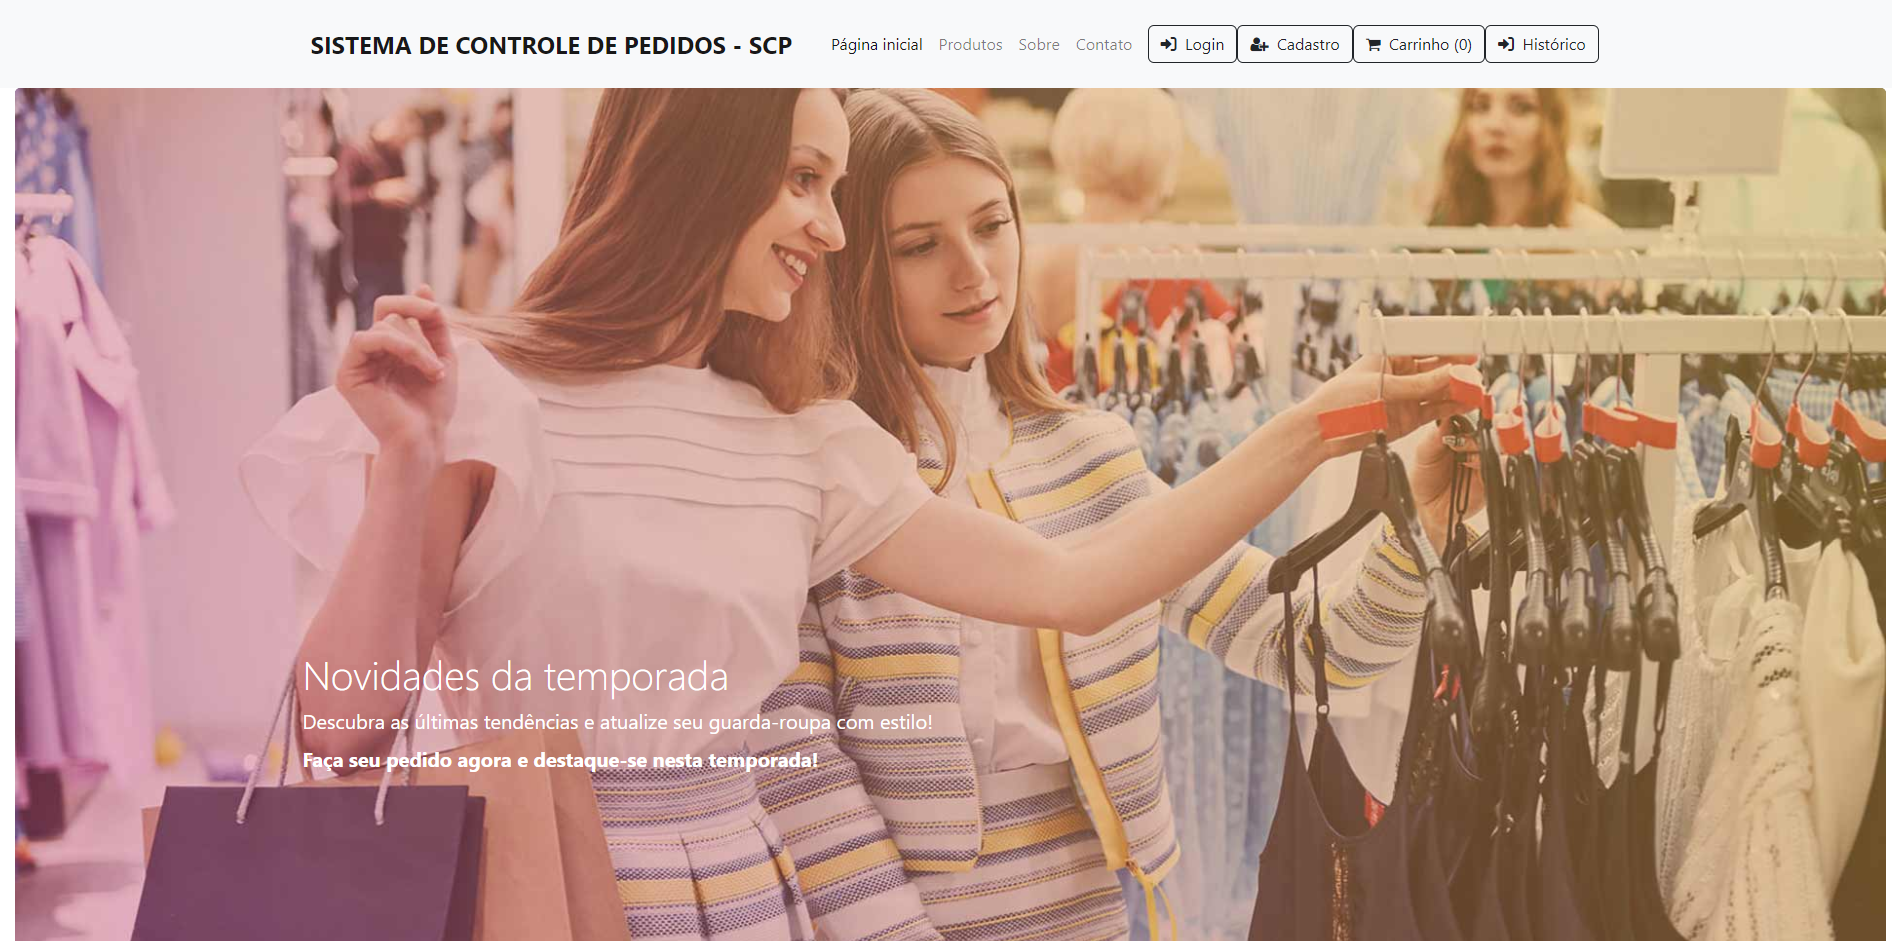 SISTEMA DE CONTROLE DE PEDIDOS - SCP Página inicial Produtos Sobre Contato Login Cadastro Carrinho (0) Histórico
Novidades da temporada
Descubra as últimas tendências e atualize seu guarda-roupa com estilo!
Faça seu pedido agora e destaque-se nesta temporada!